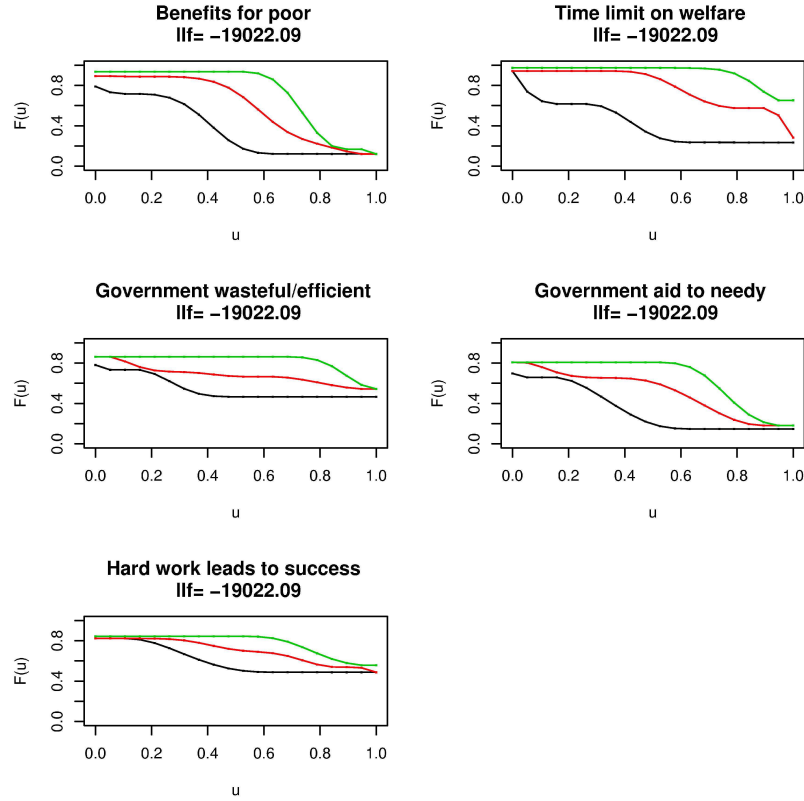 Benefits for poor
llf= −19022.09
F(u)
0.0 0.4 0.8
0.0 0.2 0.4 0.6 0.8 1.0
u
Time limit on welfare
llf= −19022.09
F(u)
0.0 0.4 0.8
0.0 0.2 0.4 0.6 0.8 1.0
u
Government wasteful/efficient
llf= −19022.09
F(u)
0.0 0.4 0.8
0.0 0.2 0.4 0.6 0.8 1.0
u
Government aid to needy
llf= −19022.09
F(u)
0.0 0.4 0.8
0.0 0.2 0.4 0.6 0.8 1.0
u
Hard work leads to success
llf= −19022.09
F(u)
0.0 0.4 0.8
0.0 0.2 0.4 0.6 0.8 1.0
u